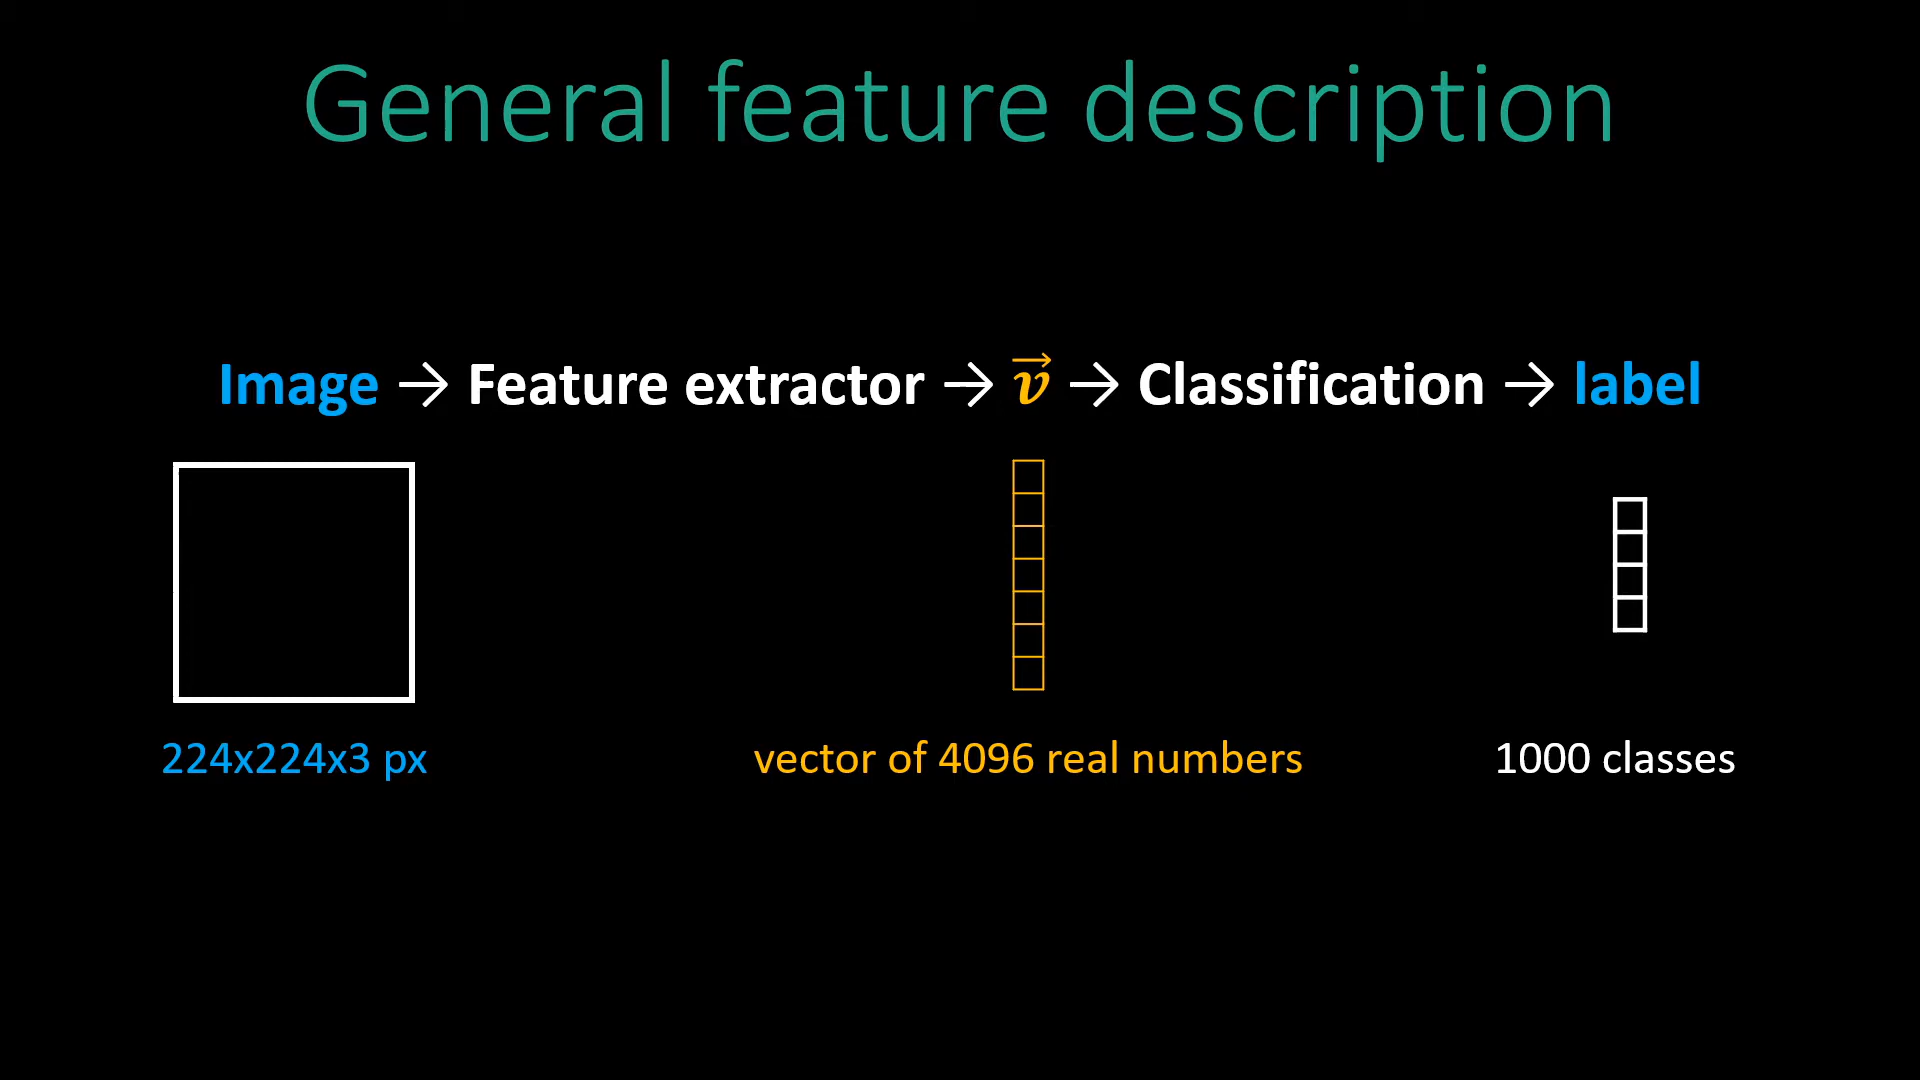 General feature description
Image → Feature extractor → v⃗ → Classification → label
224x224x3 px
vector of 4096 real numbers
1000 classes